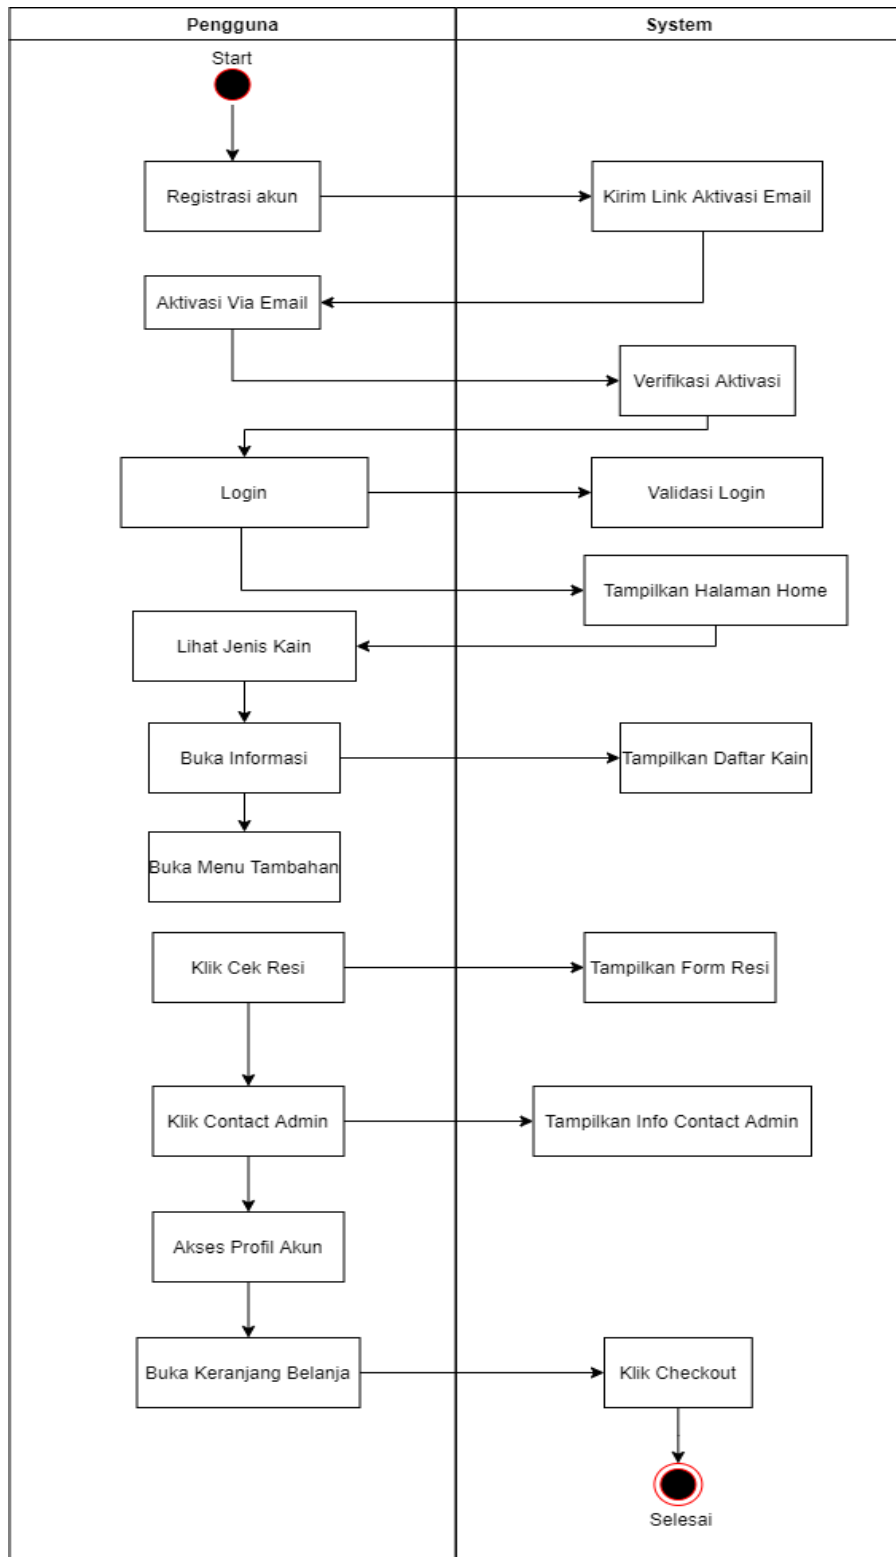 Pengguna
System
Start
Registrasi akun
Kirim Link Aktivasi Email
Aktivasi Via Email
Verifikasi Aktivasi
Login
Validasi Login
Tampilkan Halaman Home
Lihat Jenis Kain
Buka Informasi
Tampilkan Daftar Kain
Buka Menu Tambahan
Klik Cek Resi
Tampilkan Form Resi
Klik Contact Admin
Tampilkan Info Contact Admin
Akses Profil Akun
Buka Keranjang Belanja
Klik Checkout
Selesai